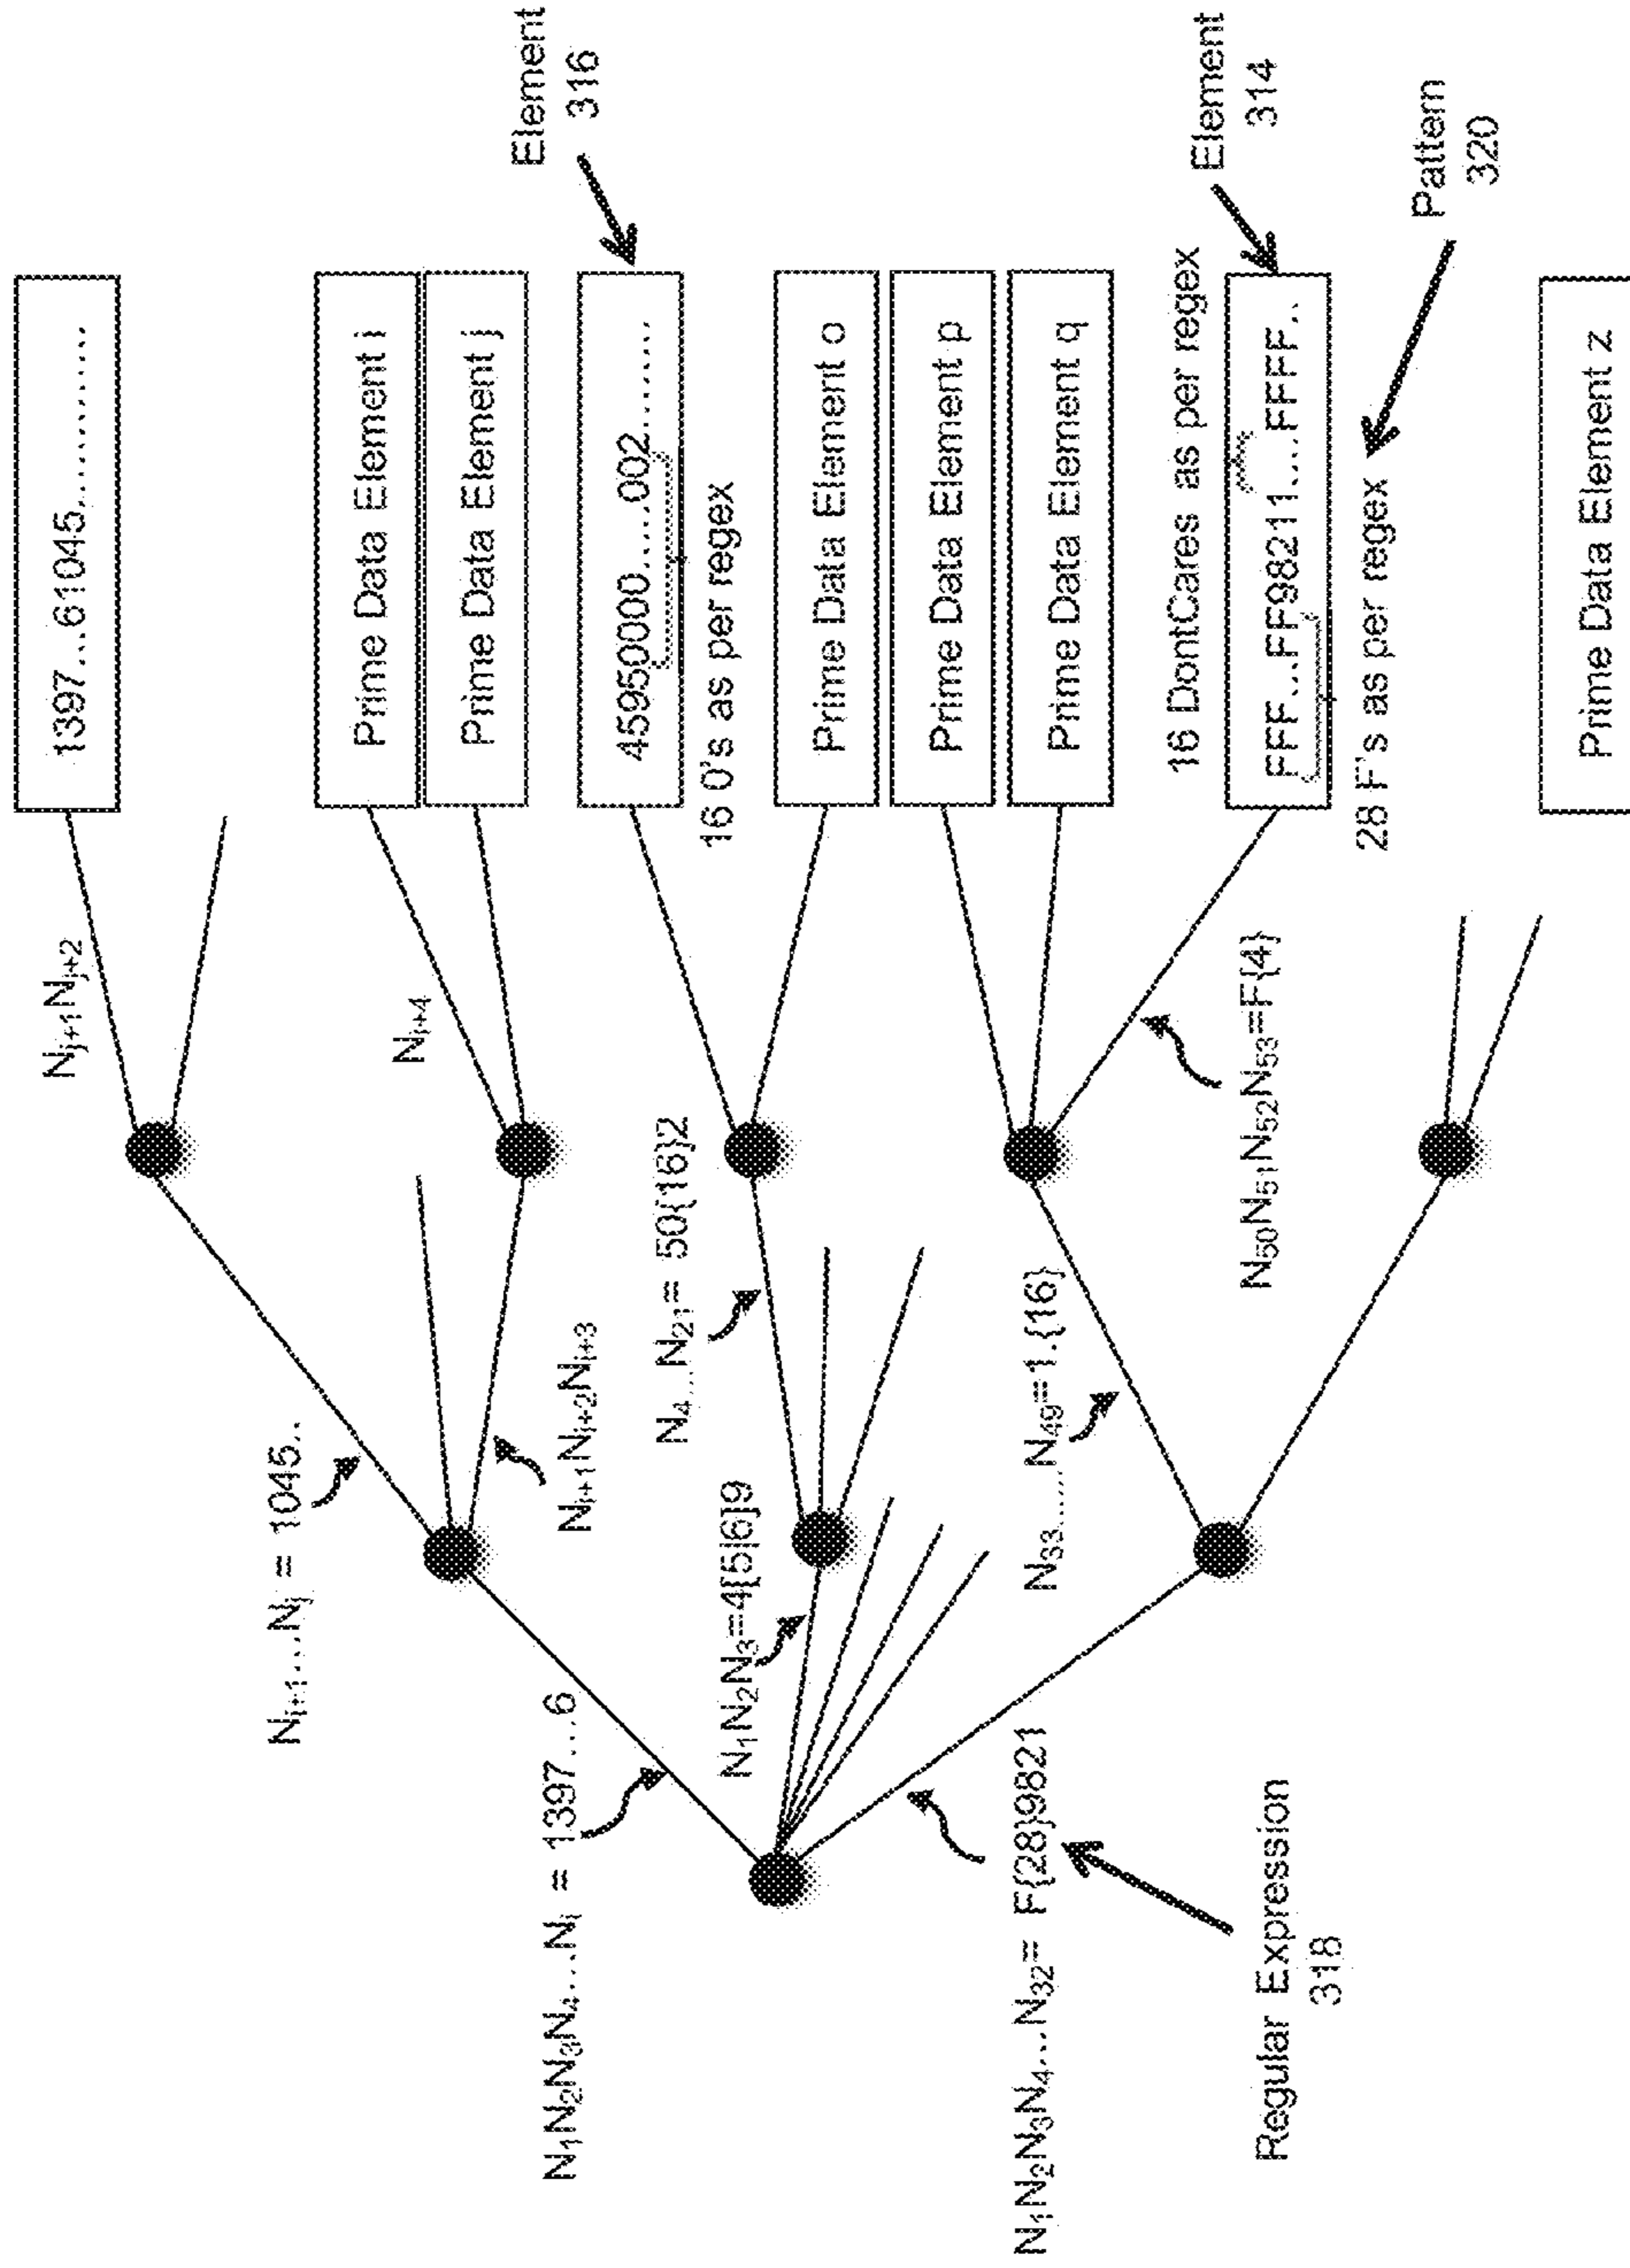 N₁N₂N₃N₄....Nᵢ = 1397...6
Nᵢ₊₁...Nⱼ = 1045..
Nⱼ₊₁Nⱼ₊₂
1397...61045..............
Nᵢ₊₁Nᵢ₊₂Nᵢ₊₃
Nᵢ₊₄
Prime Data Element i
Prime Data Element j
N₁N₂N₃=4[5|6]9
N₄...N₂₁= 50{16}2
45950000.....002.........
Element
316
16 0's as per regex
Prime Data Element o
Prime Data Element p
Prime Data Element q
N₁N₂N₃N₄...N₃₂= F{28}9821
N₃₃......N₄₉=1.{16}
N₅₀N₅₁N₅₂N₅₃=F{4}
16 DontCares as per regex
FFF...FF98211....FFFF..
Element
314
28 F's as per regex
Pattern
320
Regular Expression
318
Prime Data Element z